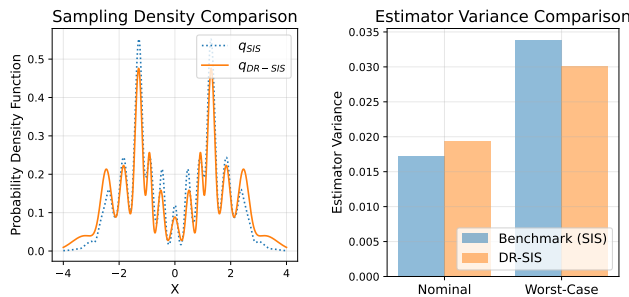 Sampling Density Comparison
Probability Density Function
0.5
0.4
0.3
0.2
0.1
0.0
−4
−2
0
2
4
X
q_SIS
q_DR−SIS
Estimator Variance Comparison
Estimator Variance
0.035
0.030
0.025
0.020
0.015
0.010
0.005
0.000
Nominal
Worst-Case
Benchmark (SIS)
DR-SIS